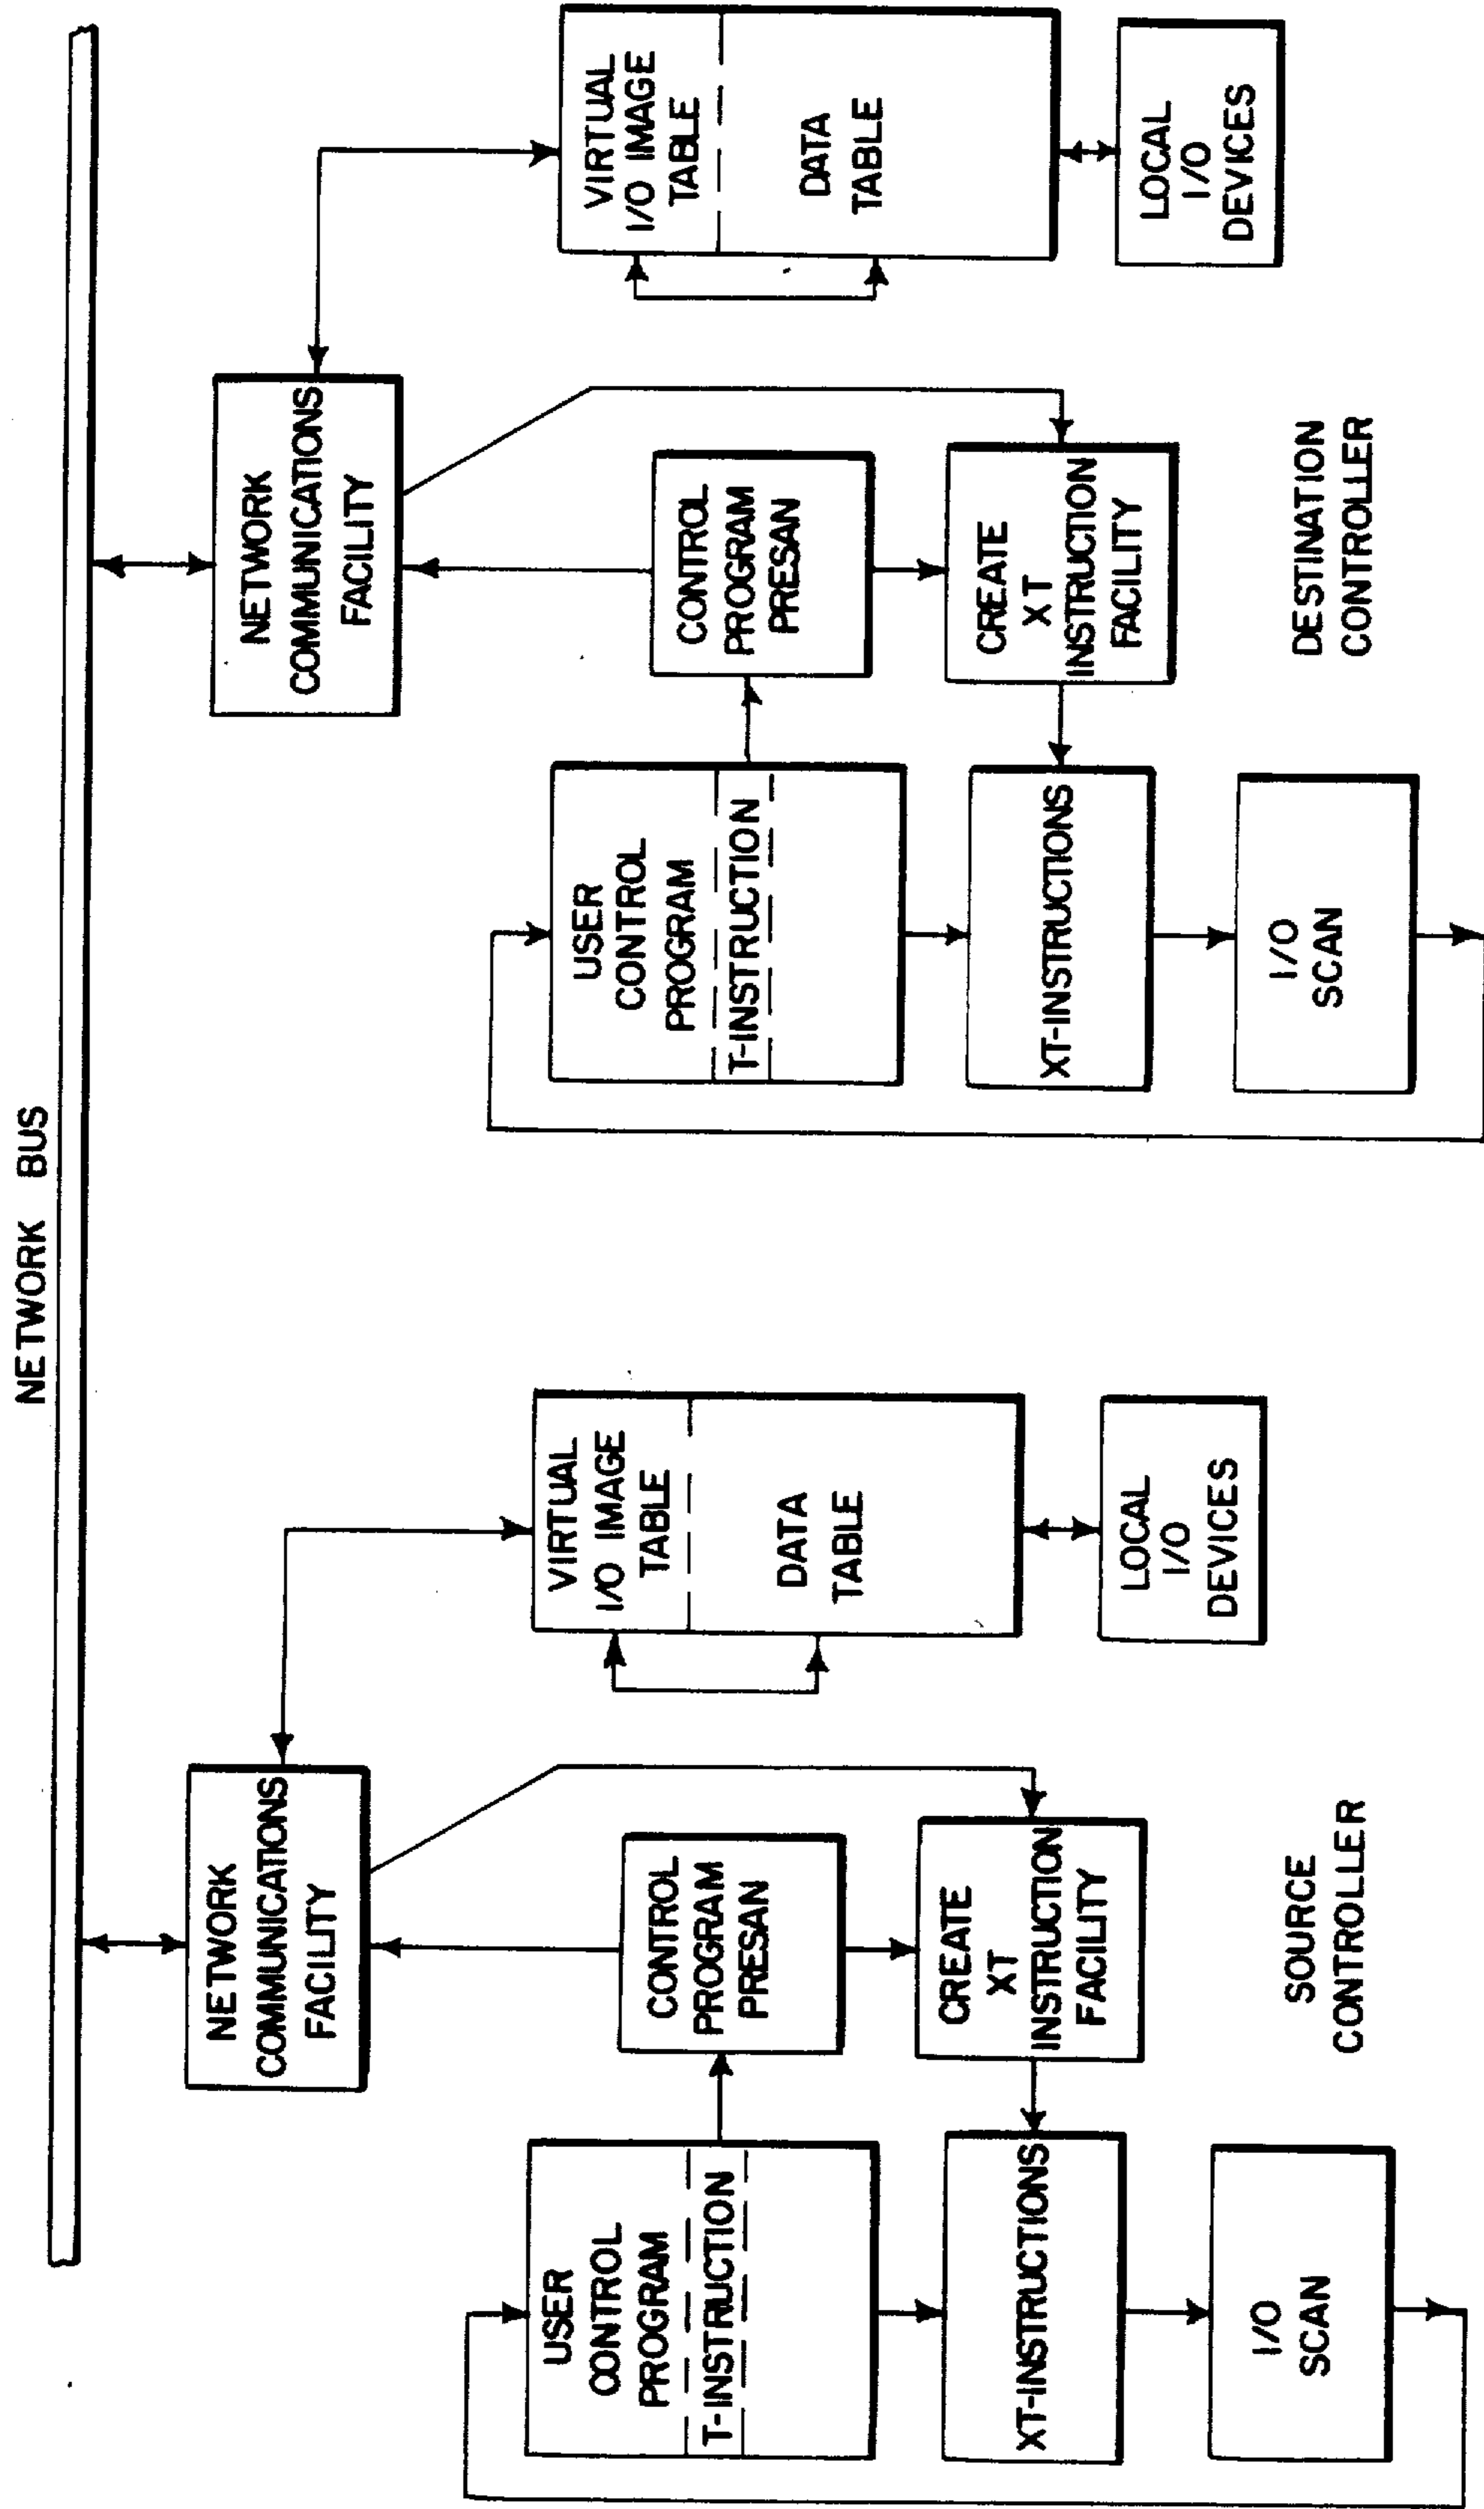 NETWORK BUS
NETWORK
COMMUNICATIONS
FACILITY
USER
CONTROL
PROGRAM
T-INSTRUCTION
CONTROL
PROGRAM
PRESAN
VIRTUAL
I/O IMAGE
TABLE
DATA
TABLE
XT-INSTRUCTIONS
CREATE
XT
INSTRUCTION
FACILITY
LOCAL
I/O
DEVICES
I/O
SCAN
SOURCE
CONTROLLER
NETWORK
COMMUNICATIONS
FACILITY
USER
CONTROL
PROGRAM
T-INSTRUCTION
CONTROL
PROGRAM
PRESAN
VIRTUAL
I/O IMAGE
TABLE
DATA
TABLE
XT-INSTRUCTIONS
CREATE
XT
INSTRUCTION
FACILITY
LOCAL
I/O
DEVICES
I/O
SCAN
DESTINATION
CONTROLLER